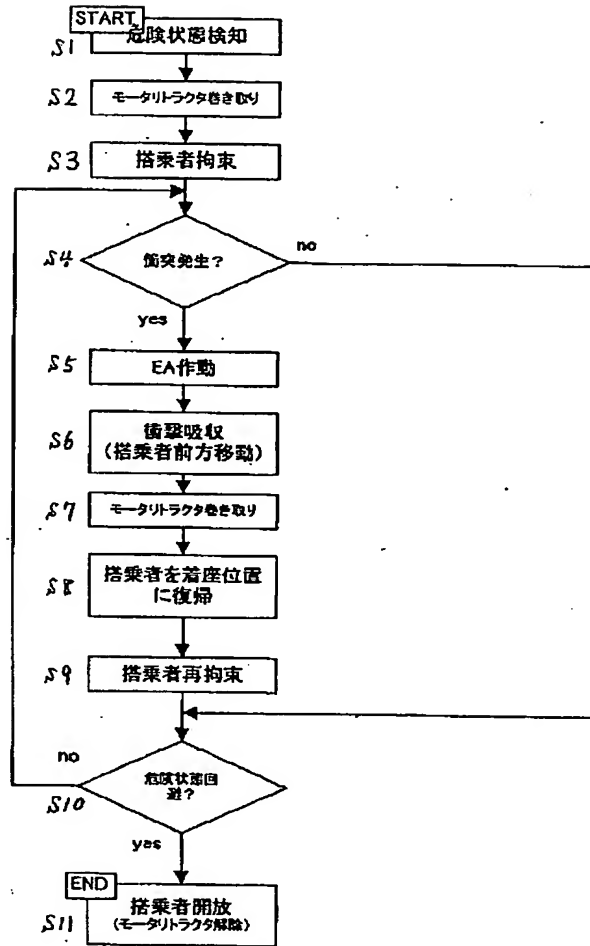 START
S1 危険状態検知
S2 モータリトラクタ巻き取り
S3 搭乗者拘束
S4 衝突発生?
no
yes
S5 EA作動
S6 衝撃吸収
(搭乗者前方移動)
S7 モータリトラクタ巻き取り
S8 搭乗者を着座位置
に復帰
S9 搭乗者再拘束
no
危険状態回
避?
S10
yes
END
S11 搭乗者開放
(モータリトラクタ解除)